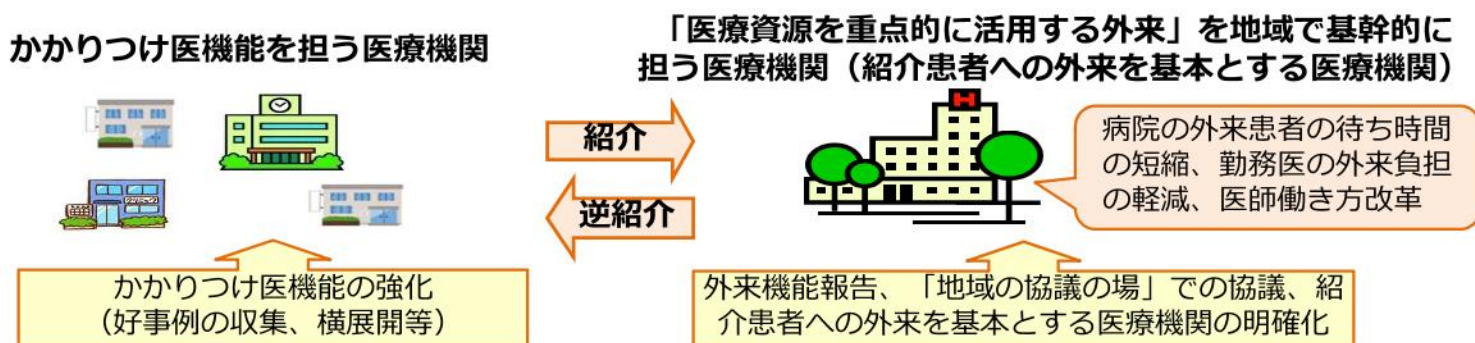 かかりつけ医機能を担う医療機関
「医療資源を重点的に活用する外来」を地域で基幹的に
担う医療機関（紹介患者への外来を基本とする医療機関）
紹介
逆紹介
H
病院の外来患者の待ち時間
の短縮、勤務医の外来負担
の軽減、医師働き方改革
かかりつけ医機能の強化
（好事例の収集、横展開等）
外来機能報告、「地域の協議の場」での協議、紹
介患者への外来を基本とする医療機関の明確化